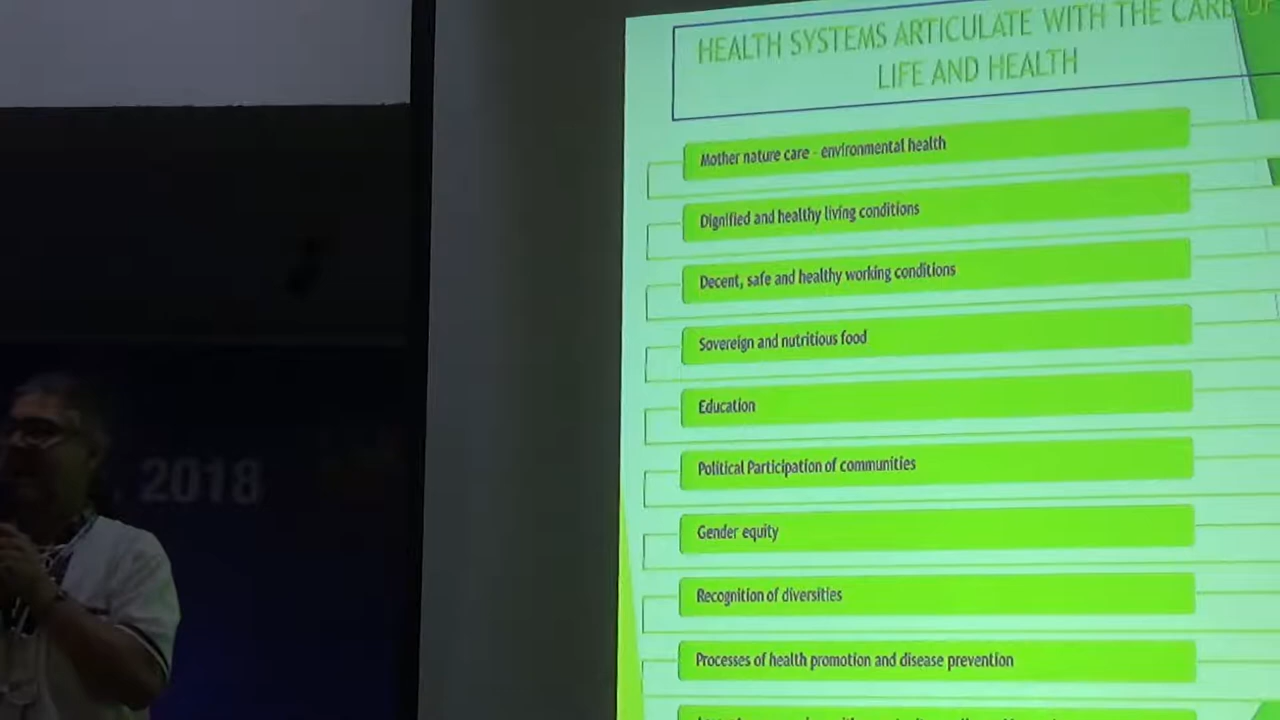 HEALTH SYSTEMS ARTICULATE WITH THE CARE OF
LIFE AND HEALTH
Mother nature care - environmental health
Dignified and healthy living conditions
Decent, safe and healthy working conditions
Sovereign and nutritious food
Education
Political Participation of communities
Gender equity
Recognition of diversities
Processes of health promotion and disease prevention
2018